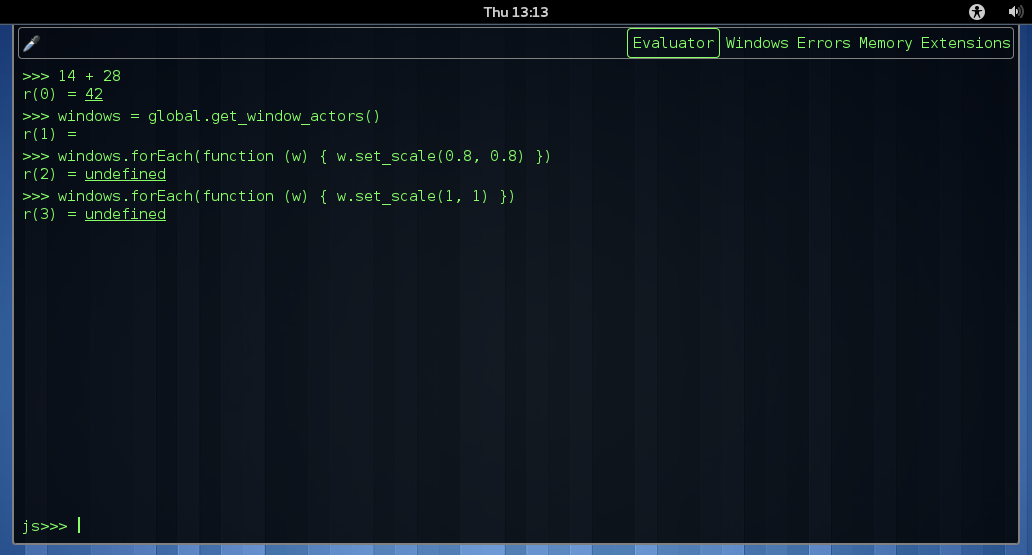 Thu 13:13
Evaluator Windows Errors Memory Extensions
>>> 14 + 28
r(0) = 42
>>> windows = global.get_window_actors()
r(1) =
>>> windows.forEach(function (w) { w.set_scale(0.8, 0.8) })
r(2) = undefined
>>> windows.forEach(function (w) { w.set_scale(1, 1) })
r(3) = undefined
js>>>